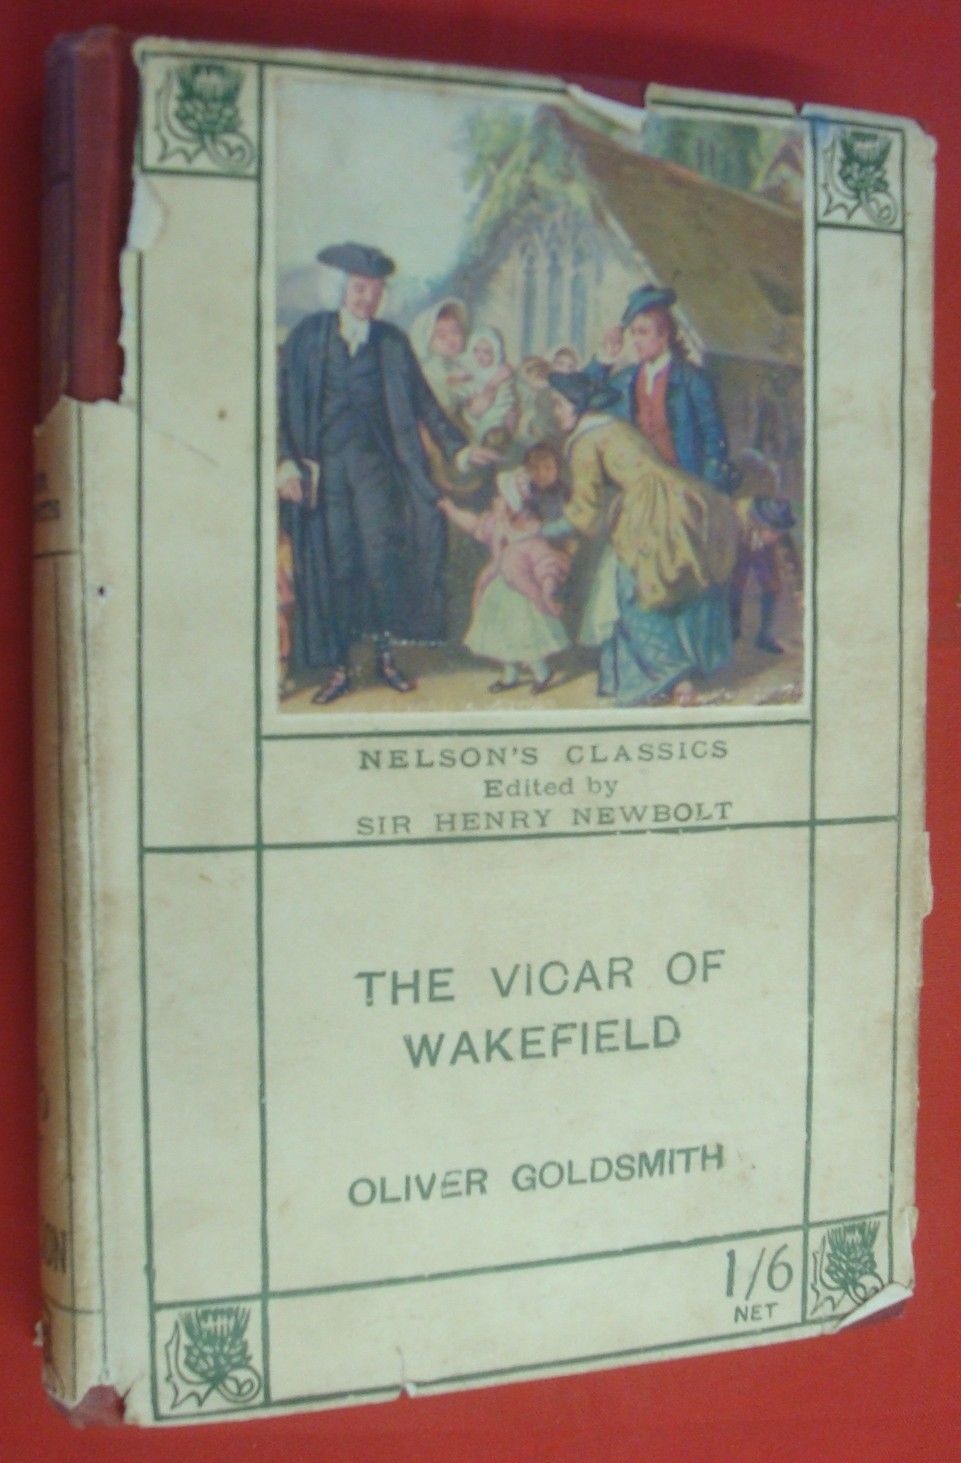 NELSON'S CLASSICS
Edited by
SIR HENRY NEWBOLT
THE VICAR OF
WAKEFIELD
OLIVER GOLDSMITH
1/6
NET